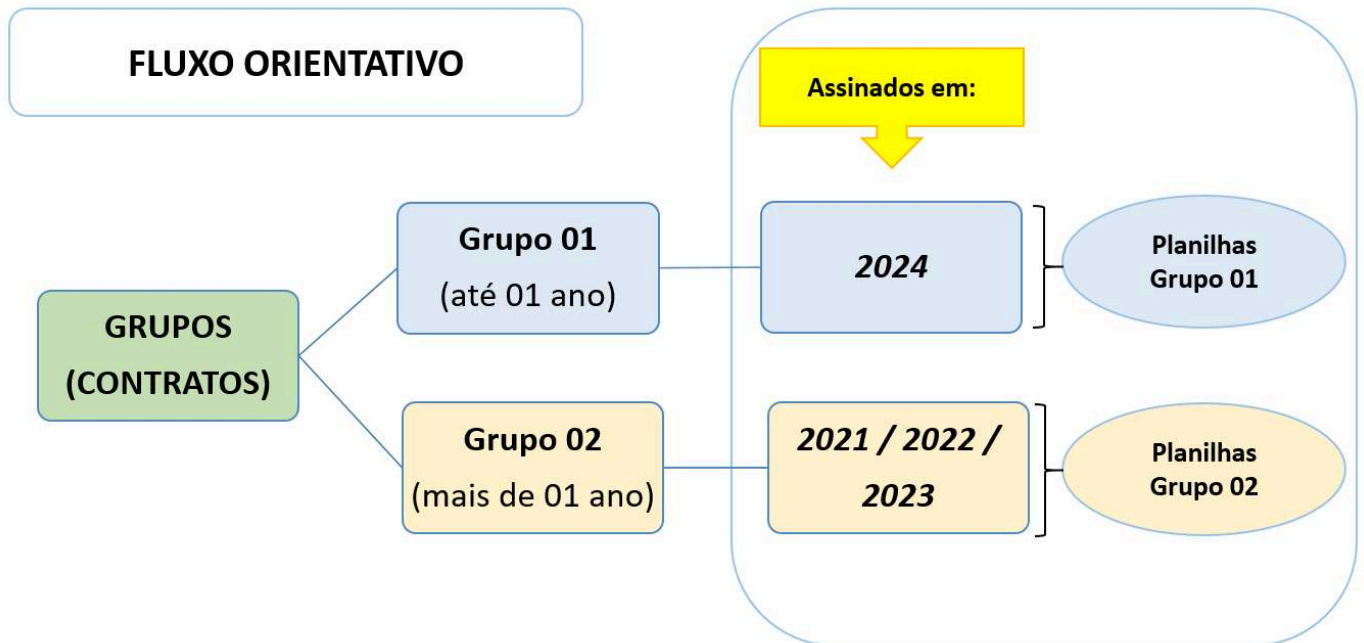 FLUXO ORIENTATIVO
Assinados em:
Grupo 01
(até 01 ano)
2024
Planilhas
Grupo 01
GRUPOS
(CONTRATOS)
Grupo 02
(mais de 01 ano)
2021 / 2022 /
2023
Planilhas
Grupo 02